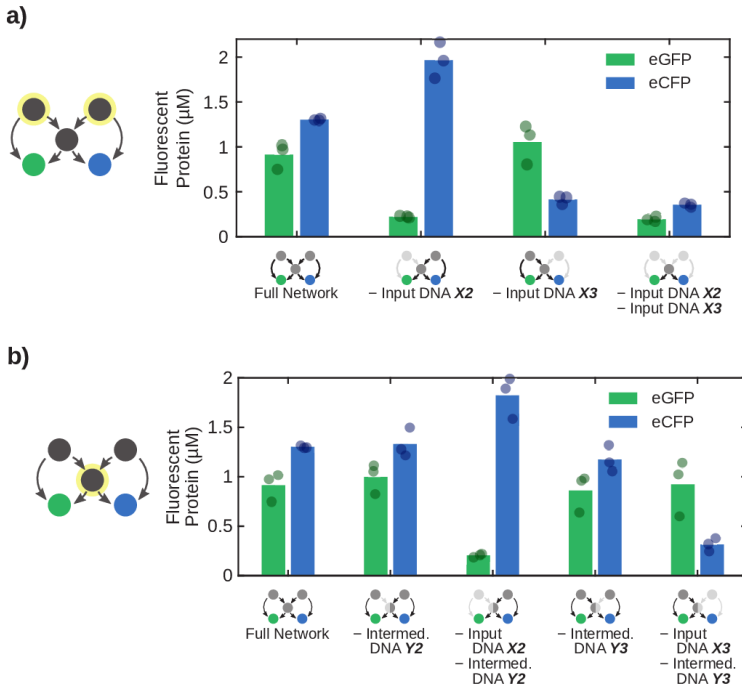 a)
Fluorescent
Protein (µM)
2
1.5
1
0.5
0
eGFP
eCFP
Full Network
– Input DNA X2
– Input DNA X3
– Input DNA X2
– Input DNA X3
b)
Fluorescent
Protein (µM)
2
1.5
1
0.5
0
eGFP
eCFP
Full Network
– Intermed.
DNA Y2
– Input
DNA X2
– Intermed.
DNA Y2
– Intermed.
DNA Y3
– Input
DNA X3
– Intermed.
DNA Y3